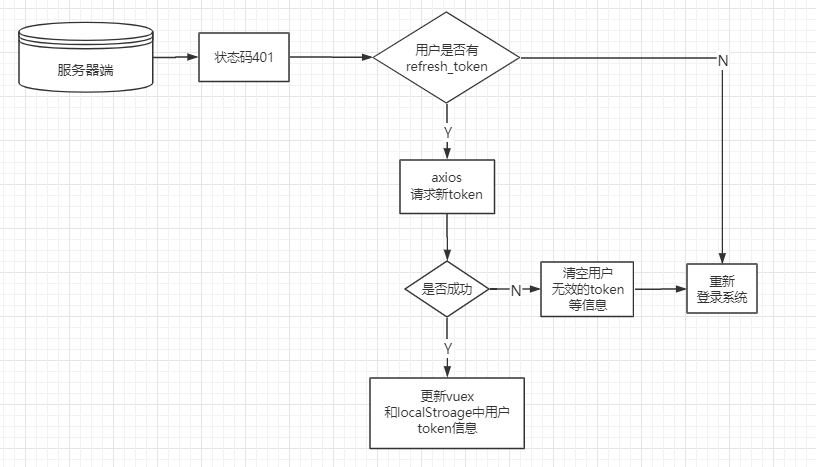 服务器端
状态码401
用户是否有
refresh_token
N
Y
axios
请求新token
是否成功
N
清空用户
无效的token
等信息
重新
登录系统
Y
更新vuex
和localStroage中用户
token信息